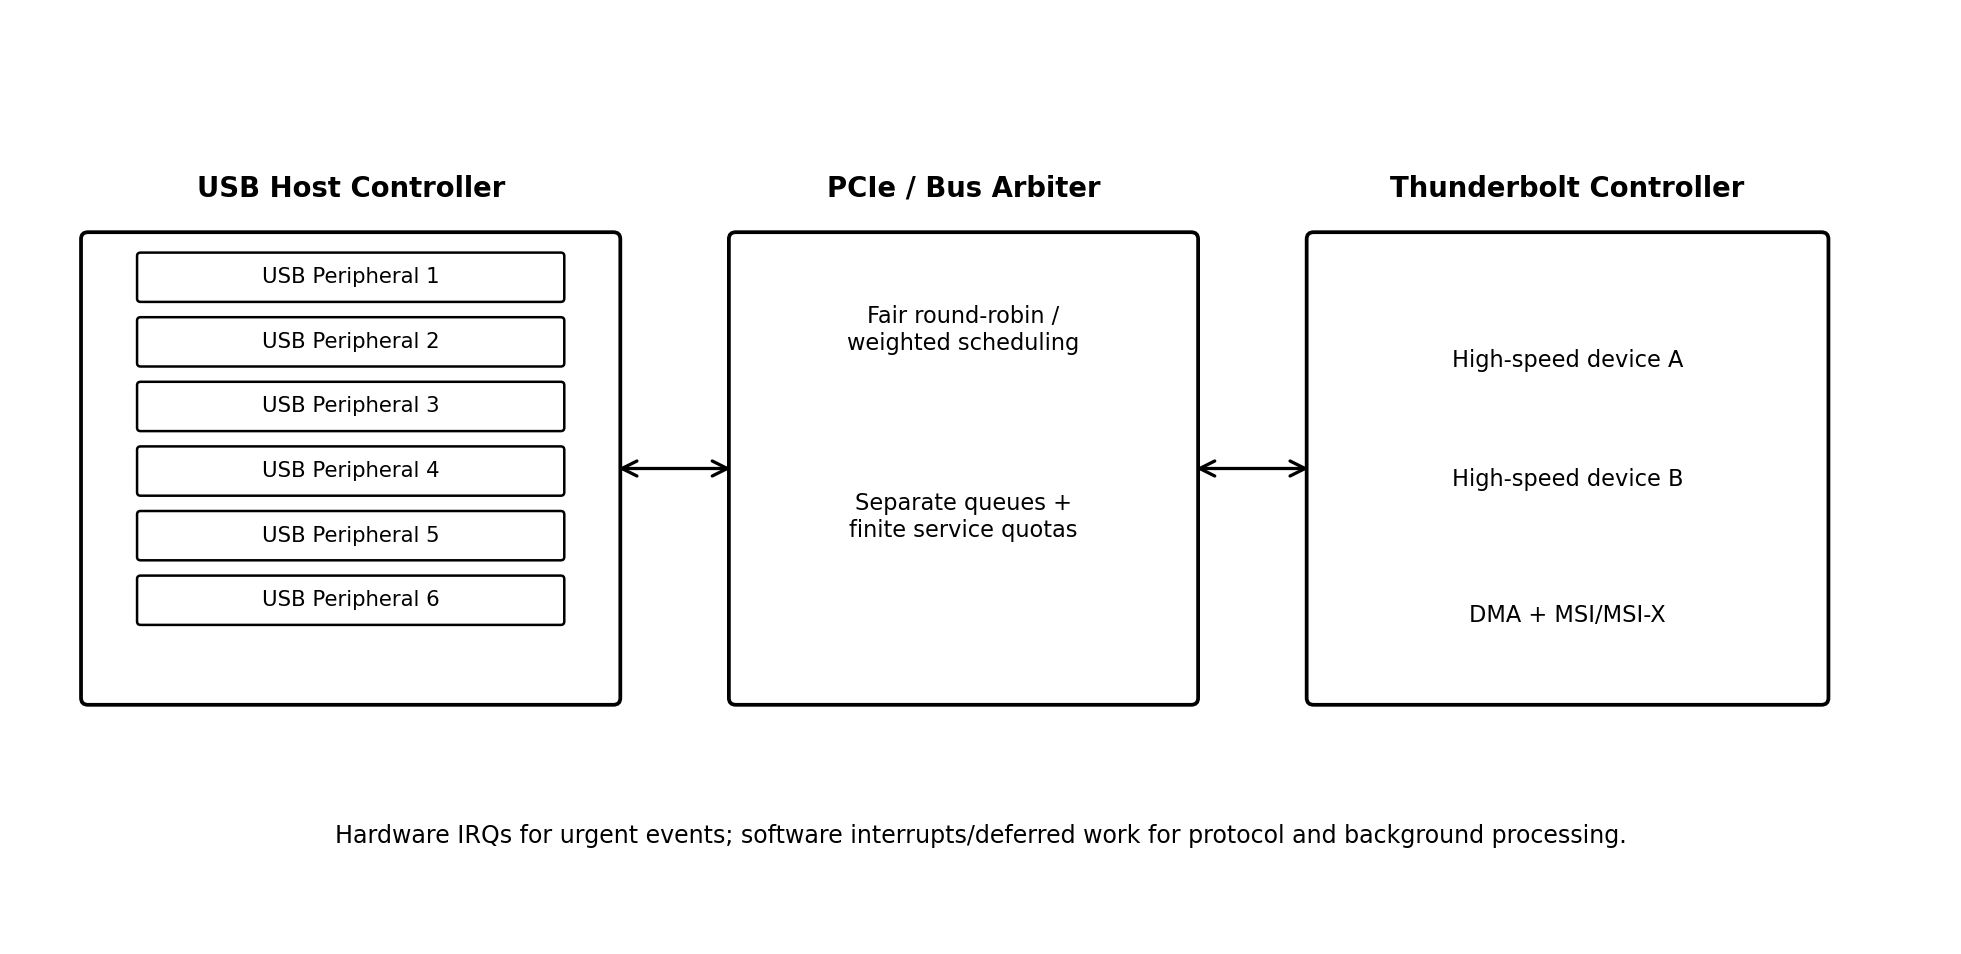 USB Host Controller
USB Peripheral 1
USB Peripheral 2
USB Peripheral 3
USB Peripheral 4
USB Peripheral 5
USB Peripheral 6
PCIe / Bus Arbiter
Fair round-robin /
weighted scheduling
Separate queues +
finite service quotas
Thunderbolt Controller
High-speed device A
High-speed device B
DMA + MSI/MSI-X
Hardware IRQs for urgent events; software interrupts/deferred work for protocol and background processing.